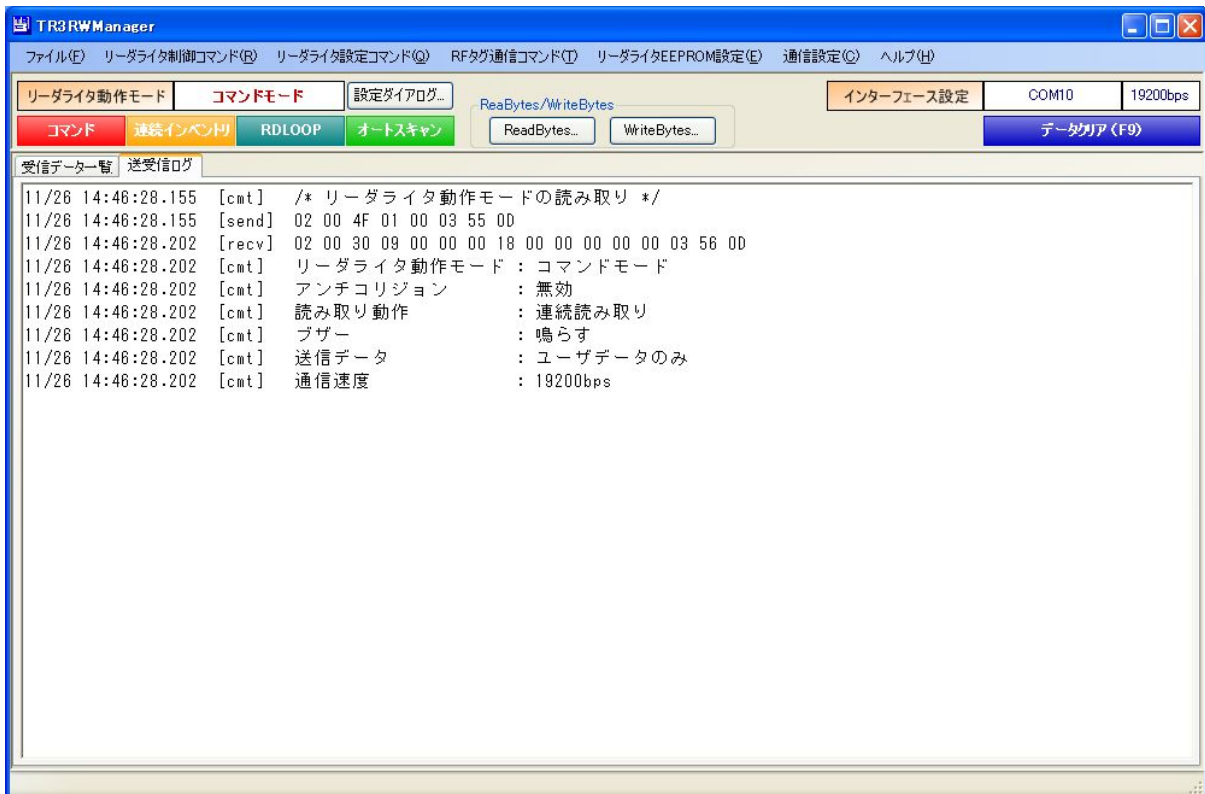 TR3RWManager
ファイル(F) リーダライタ制御コマンド(R) リーダライタ設定コマンド(Q) RFタグ通信コマンド(T) リーダライタEEPROM設定(E) 通信設定(C) ヘルプ(H)
リーダライタ動作モード コマンドモード 設定ダイアログ... ReaBytes/WriteBytes インターフェース設定 COM10 19200bps
コマンド 連続インベントリ RDLOOP オートスキャン ReadBytes... WriteBytes... データクリア (F9)
受信データ一覧 送受信ログ
11/26 14:46:28.155 [cmt] /* リーダライタ動作モードの読み取り */
11/26 14:46:28.155 [send] 02 00 4F 01 00 03 55 0D
11/26 14:46:28.202 [recv] 02 00 30 09 00 00 00 18 00 00 00 00 00 03 56 0D
11/26 14:46:28.202 [cmt] リーダライタ動作モード : コマンドモード
11/26 14:46:28.202 [cmt] アンチコリジョン : 無効
11/26 14:46:28.202 [cmt] 読み取り動作 : 連続読み取り
11/26 14:46:28.202 [cmt] ブザー : 鳴らす
11/26 14:46:28.202 [cmt] 送信データ : ユーザデータのみ
11/26 14:46:28.202 [cmt] 通信速度 : 19200bps